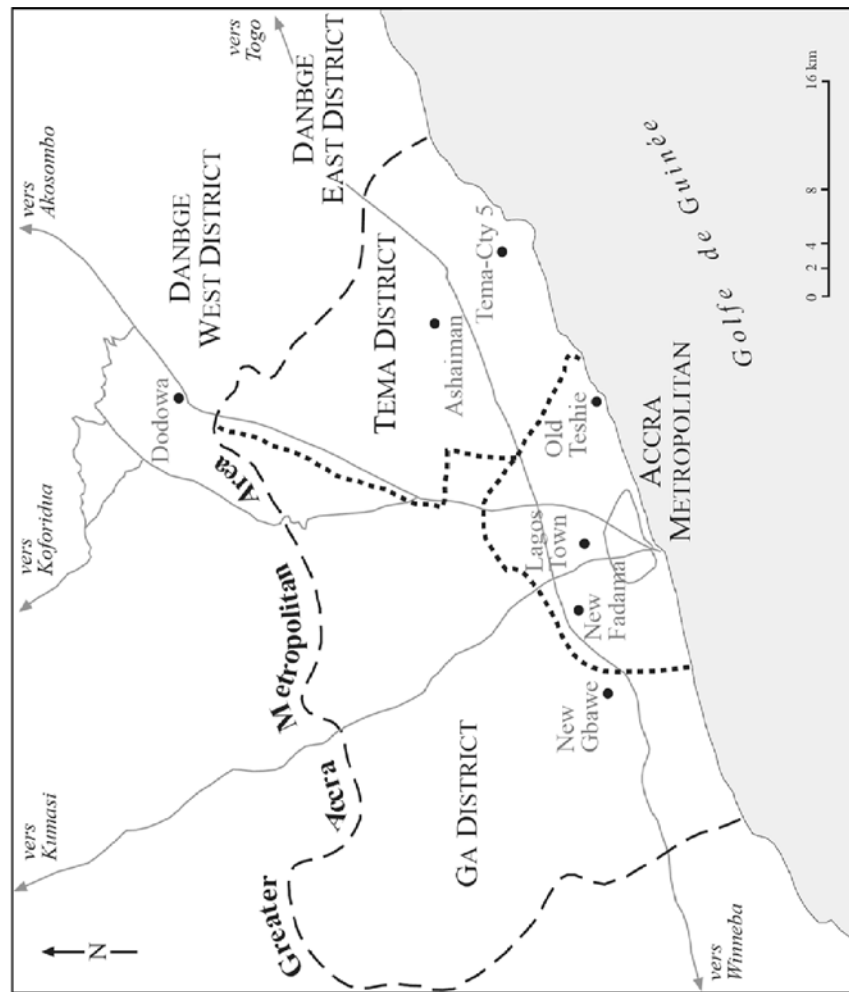 N
vers
Kumasi
vers
Koforidua
vers
Akosombo
vers
Togo
Greater
Accra
Metropolitan
Area
Dodowa
DANBGE
WEST DISTRICT
DANBGE
EAST DISTRICT
GA DISTRICT
TEMA DISTRICT
Ashaiman
Tema-Cty 5
New
Gbawe
New
Fadama
Lagos
Town
Old
Teshie
ACCRA
METROPOLITAN
vers
Winneba
Golfe de Guinée
0 2 4 8 16 km